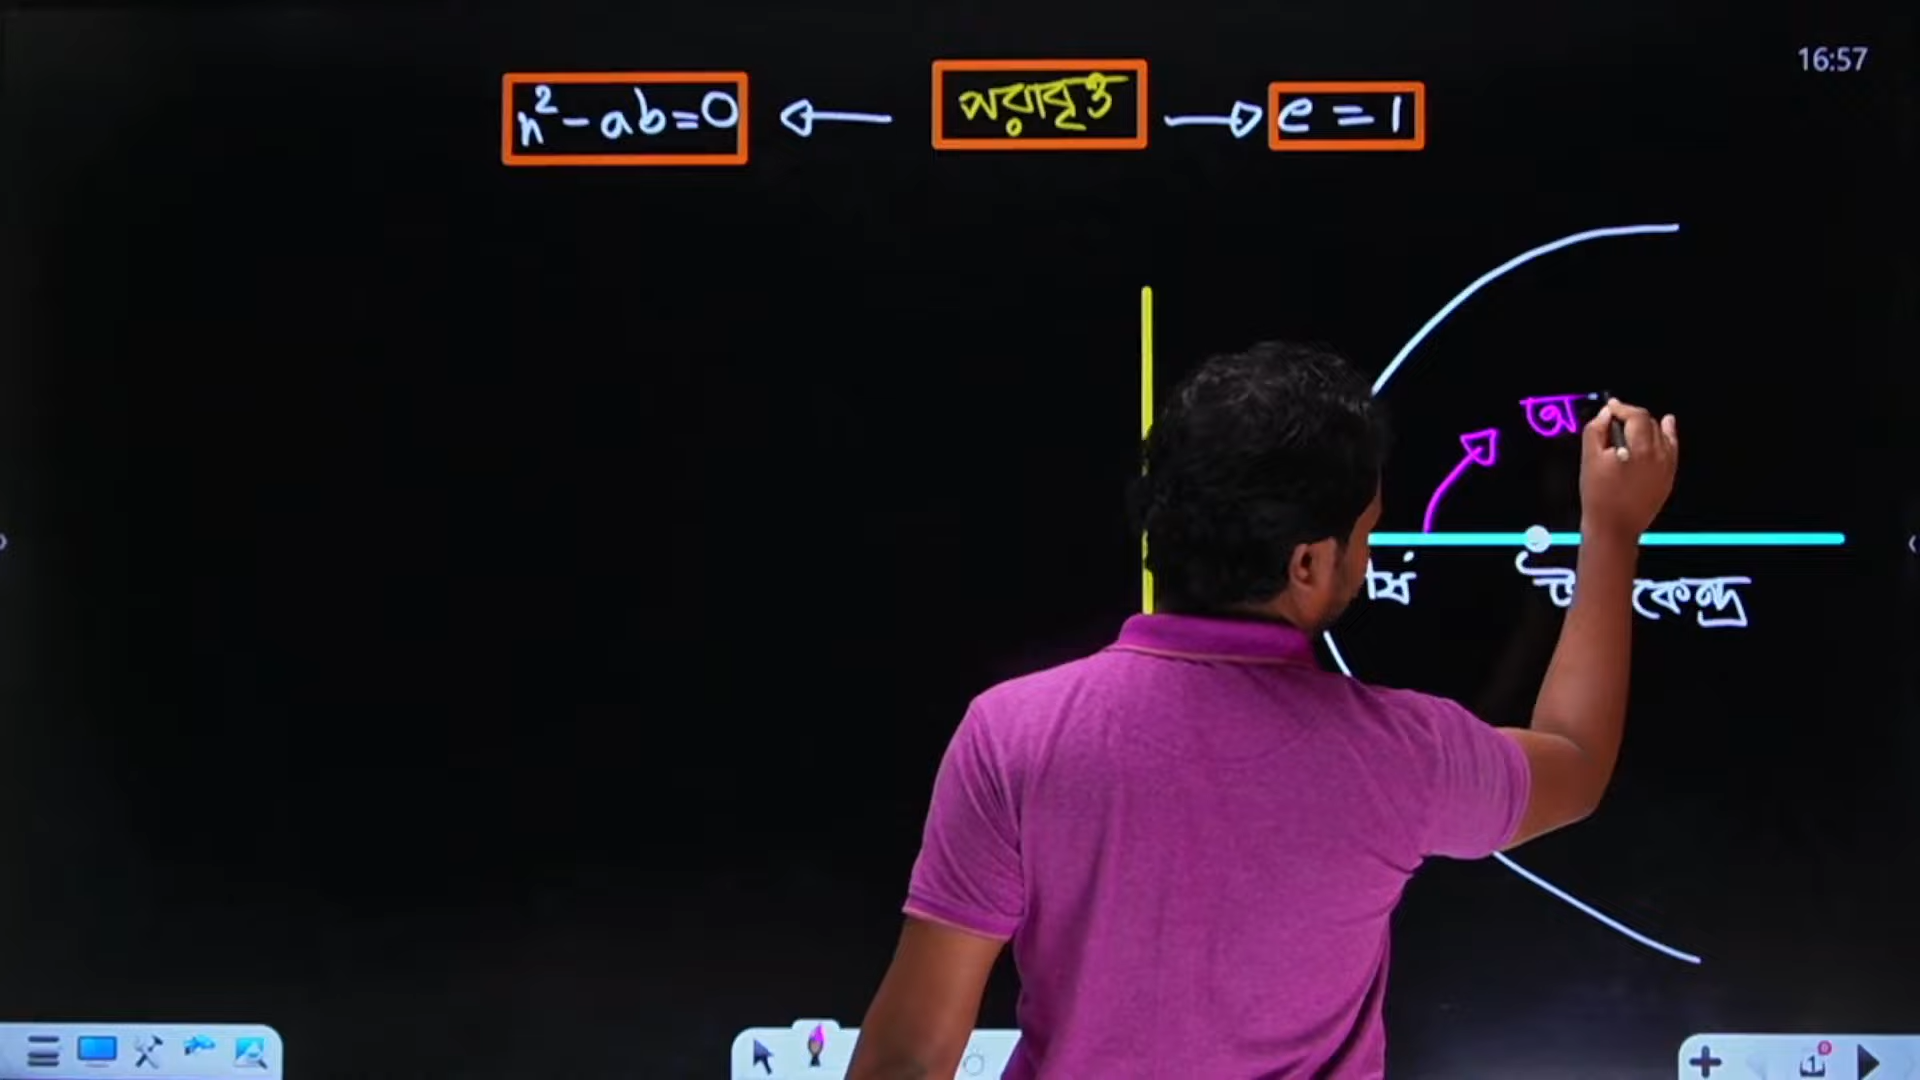 16:57
h² - ab = 0 পরাবৃত্ত e = 1
অ
কেন্দ্র